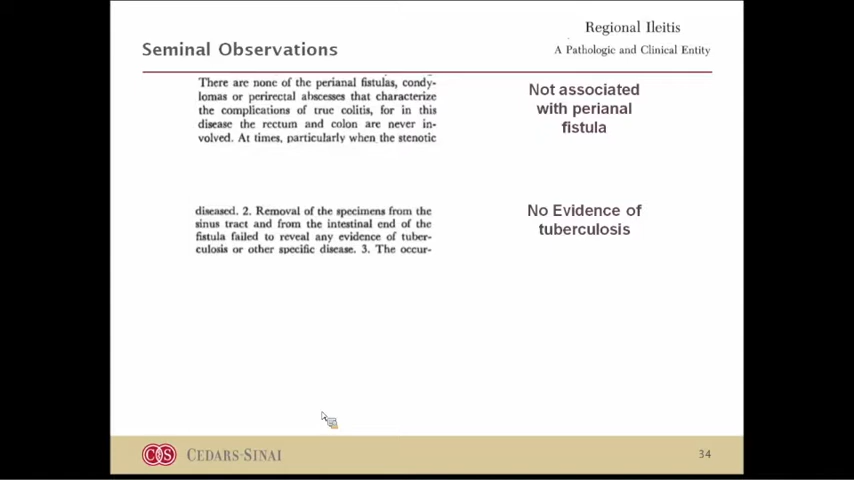 Seminal Observations
Regional Ileitis
A Pathologic and Clinical Entity
There are none of the perianal fistulas, condy-
lomas or perirectal abscesses that characterize
the complications of true colitis, for in this
disease the rectum and colon are never in-
volved. At times, particularly when the stenotic
Not associated
with perianal
fistula
diseased. 2. Removal of the specimens from the
sinus tract and from the intestinal end of the
fistula failed to reveal any evidence of tuber-
culosis or other specific disease. 3. The occur-
No Evidence of
tuberculosis
CEDARS-SINAI
34